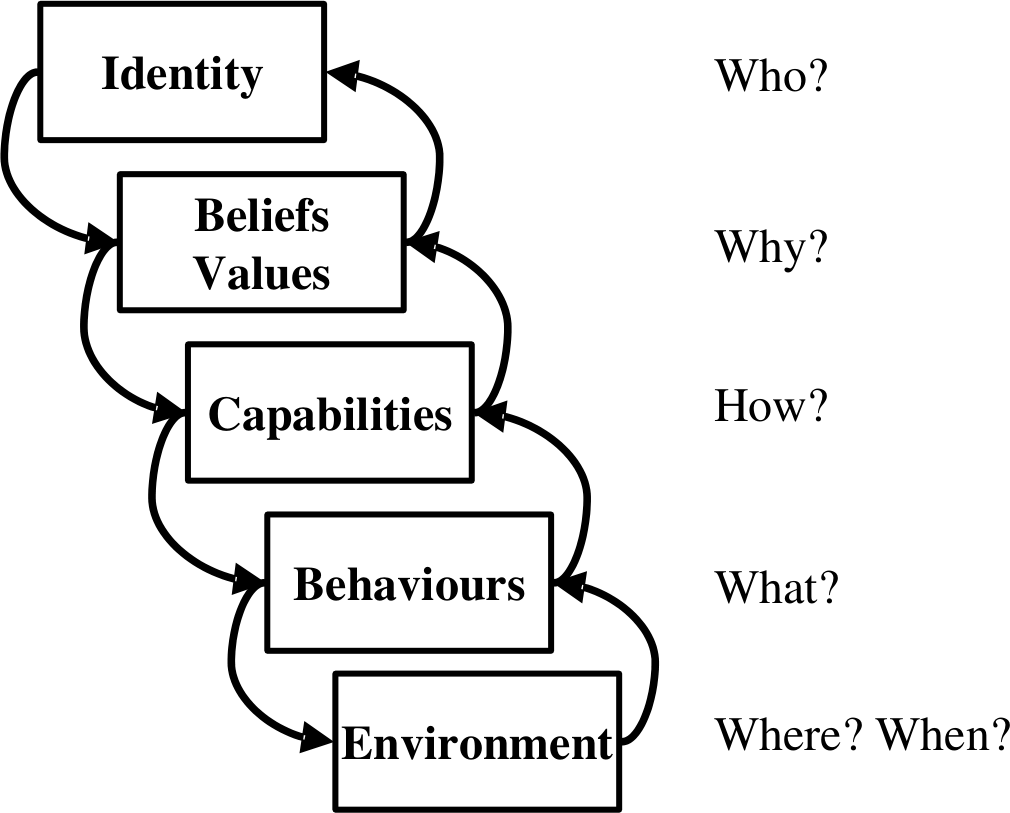 Identity
Who?
Beliefs
Values
Why?
Capabilities
How?
Behaviours
What?
Environment
Where? When?